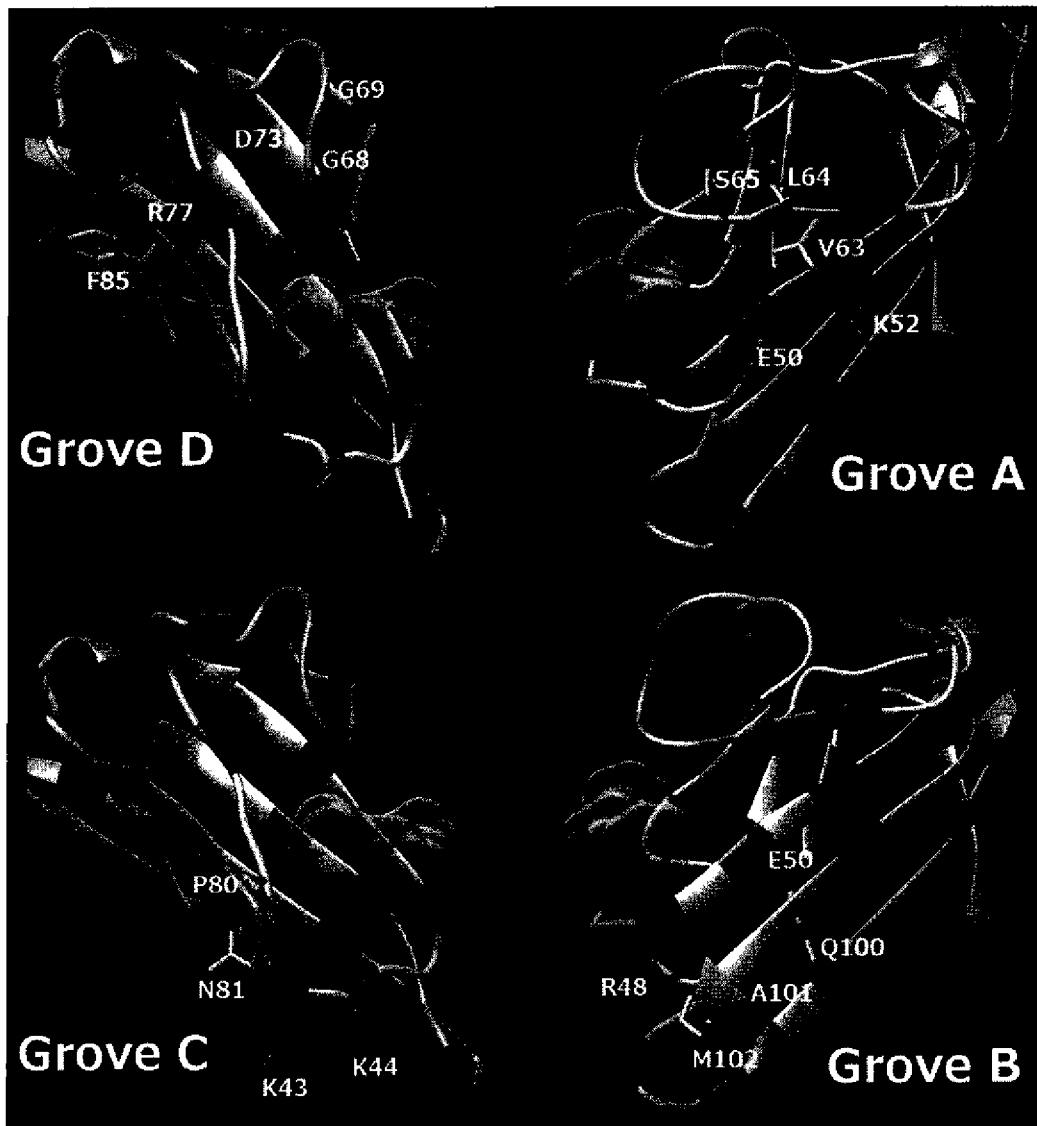 G69
D73
G68
R77
F85
Grove D
S65
L64
V63
K52
E50
Grove A
P80
N81
Grove C
K44
K43
E50
Q100
R48
A101
M102
Grove B